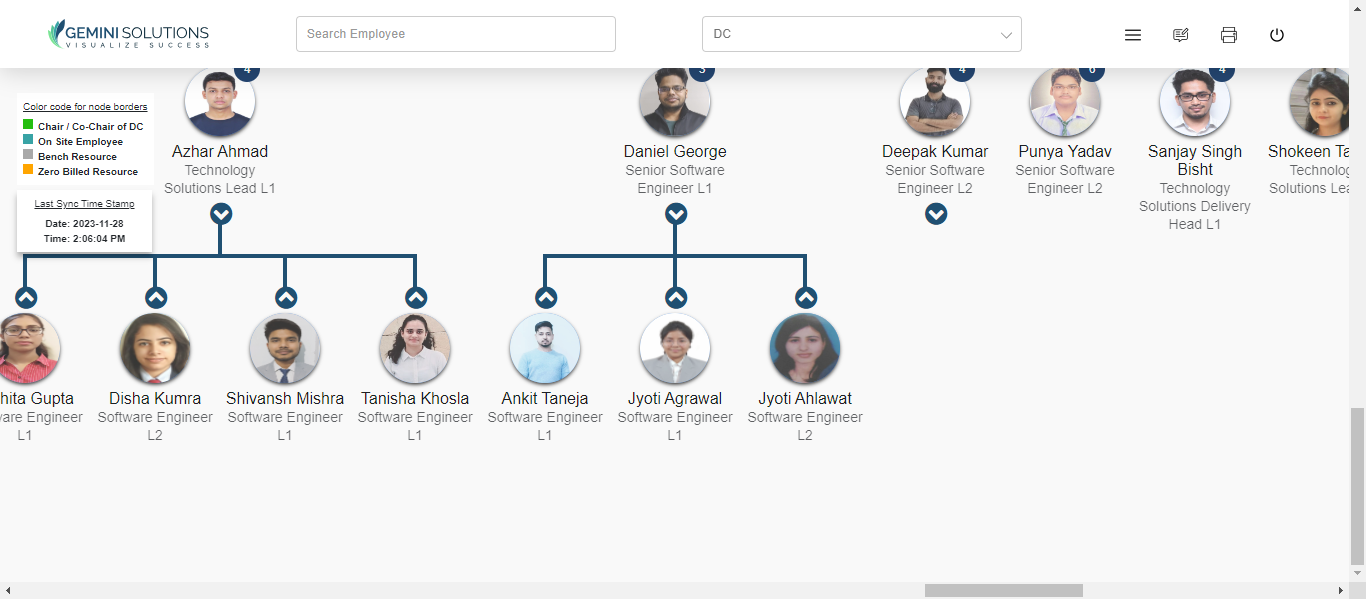 GEMINI SOLUTIONS
VISUALIZE SUCCESS
Search Employee
DC
4
3
4
6
4
Color code for node borders
Chair / Co-Chair of DC
On Site Employee
Bench Resource
Zero Billed Resource
Last Sync Time Stamp
Date: 2023-11-28
Time: 2:06:04 PM
Azhar Ahmad
Technology
Solutions Lead L1
Daniel George
Senior Software
Engineer L1
Deepak Kumar
Senior Software
Engineer L2
Punya Yadav
Senior Software
Engineer L2
Sanjay Singh
Bisht
Technology
Solutions Delivery
Head L1
Shokeen
Solutions
Gupta
Engineer
L1
Disha Kumra
Software Engineer
L2
Shivansh Mishra
Software Engineer
L1
Tanisha Khosla
Software Engineer
L1
Ankit Taneja
Software Engineer
L1
Jyoti Agrawal
Software Engineer
L1
Jyoti Ahlawat
Software Engineer
L2